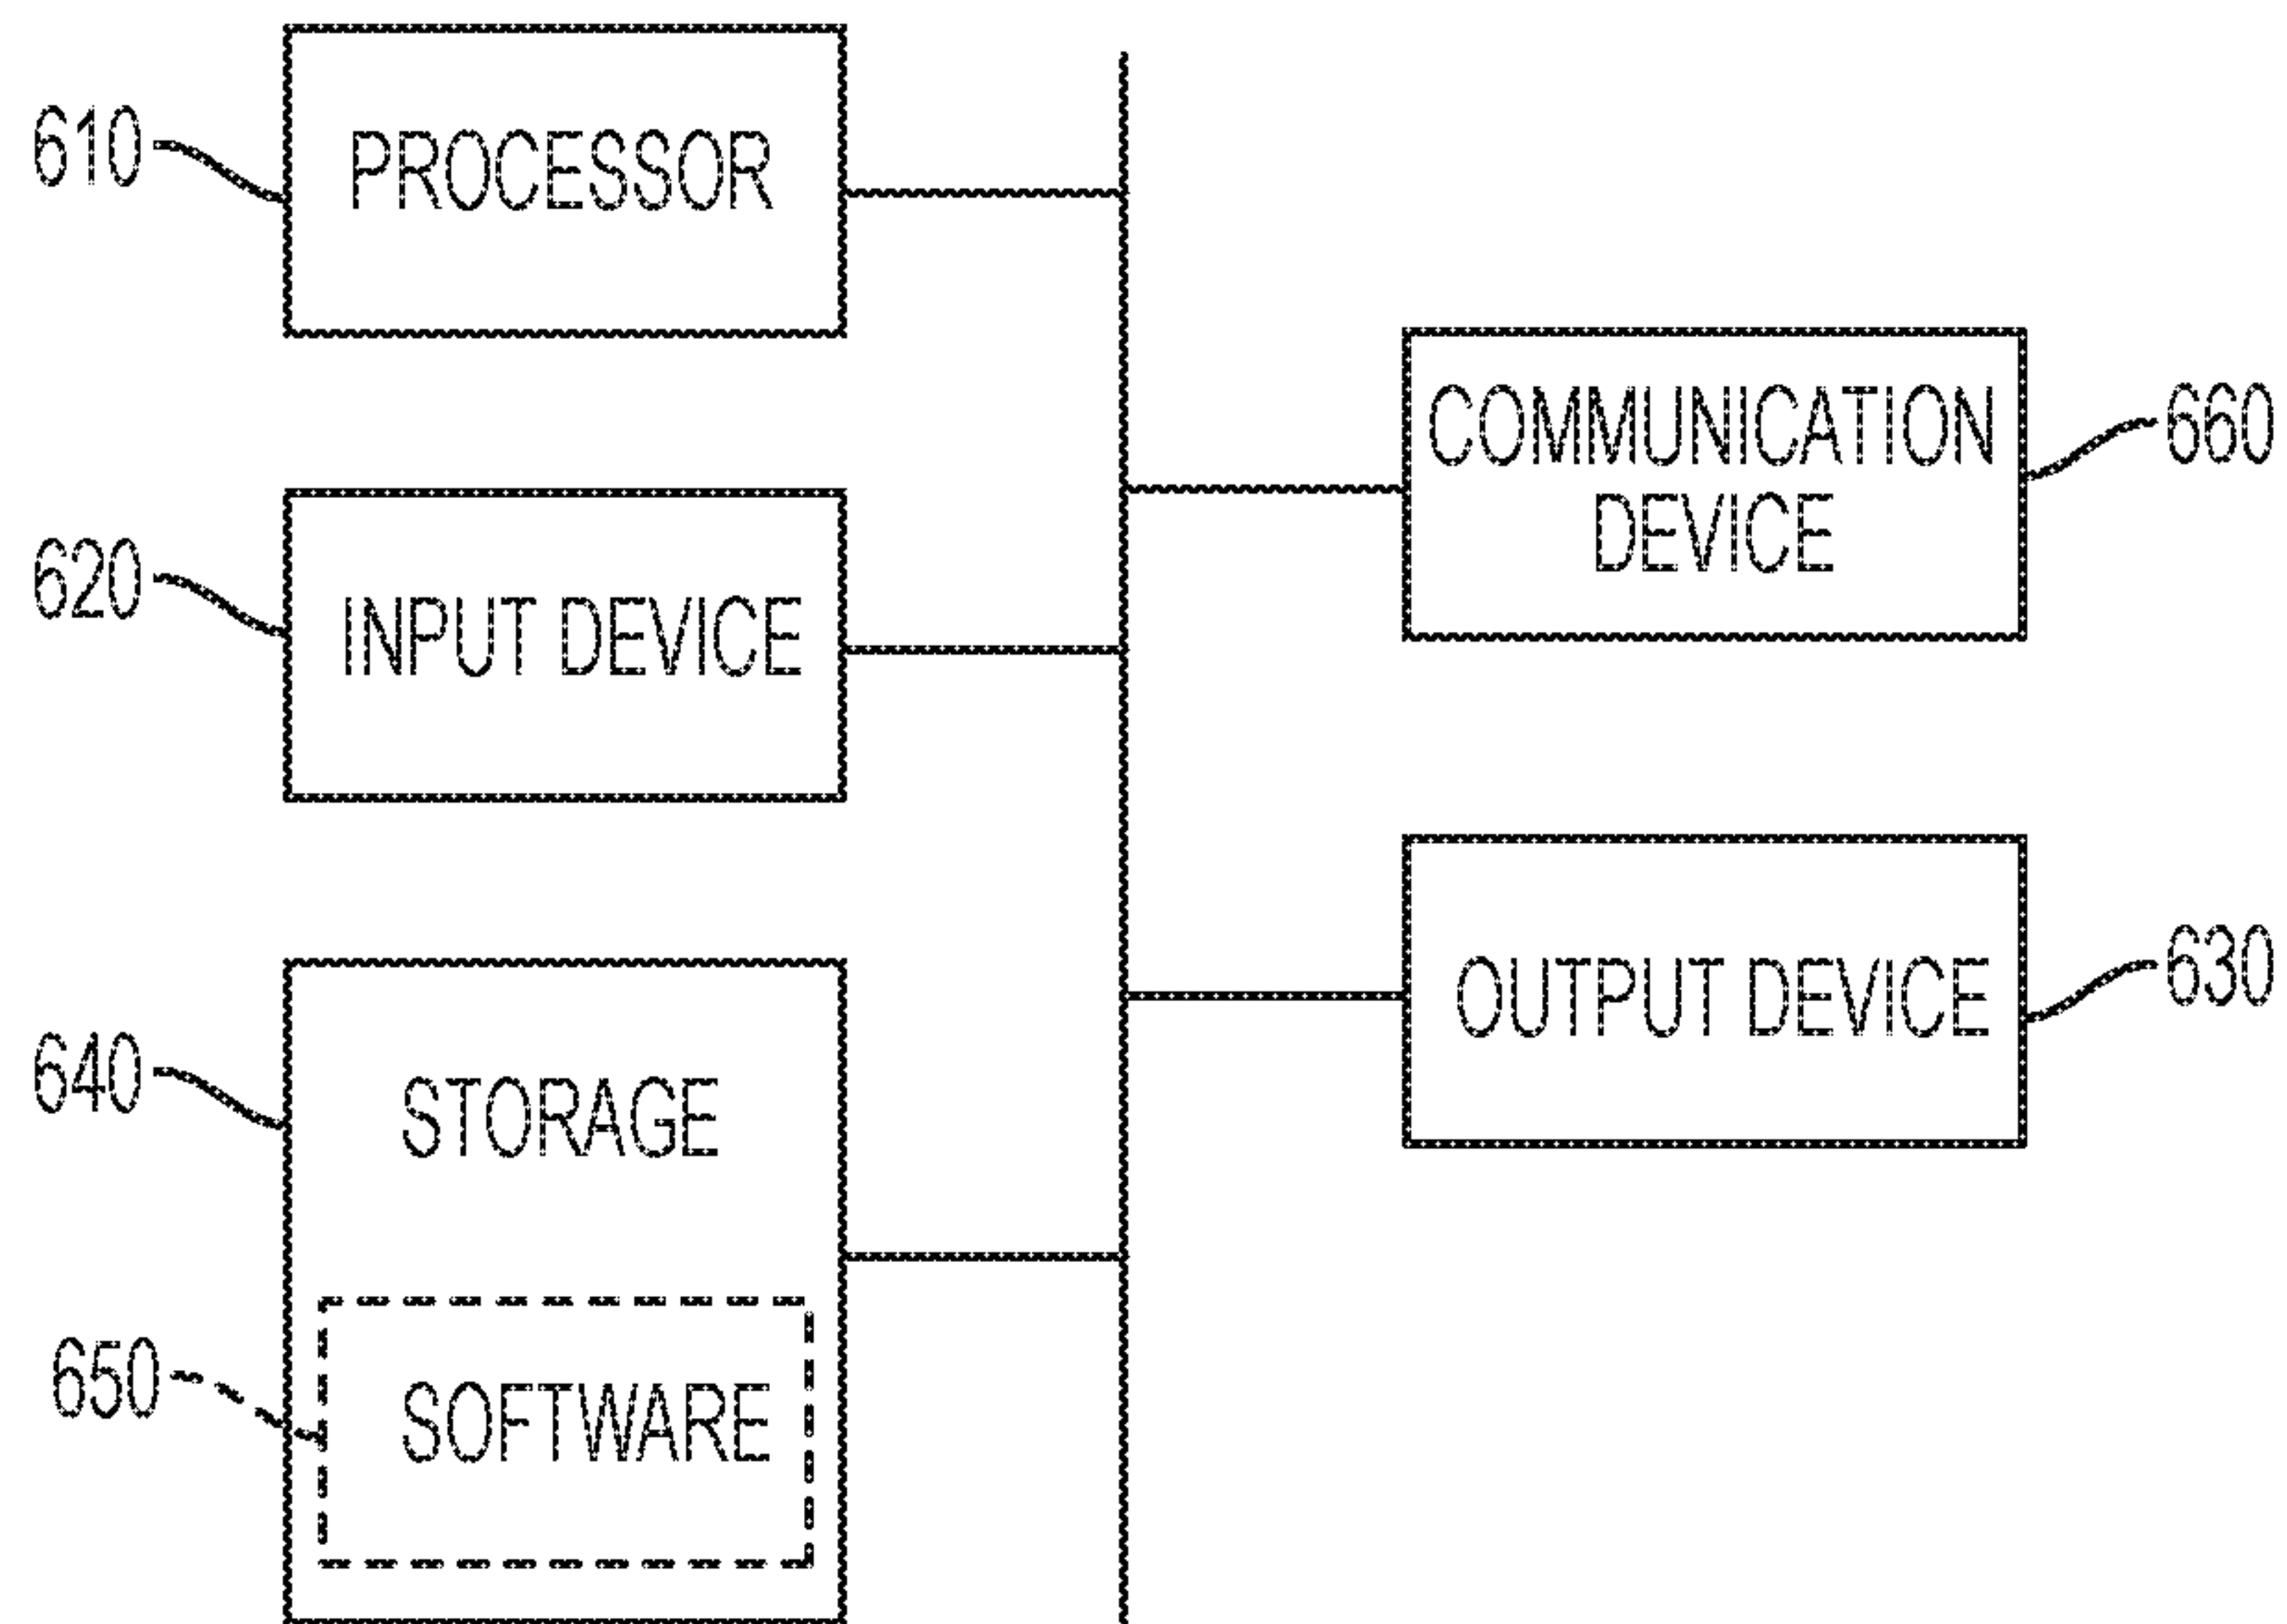 610
PROCESSOR
COMMUNICATION
DEVICE
660
620
INPUT DEVICE
OUTPUT DEVICE
630
640
STORAGE
650
SOFTWARE